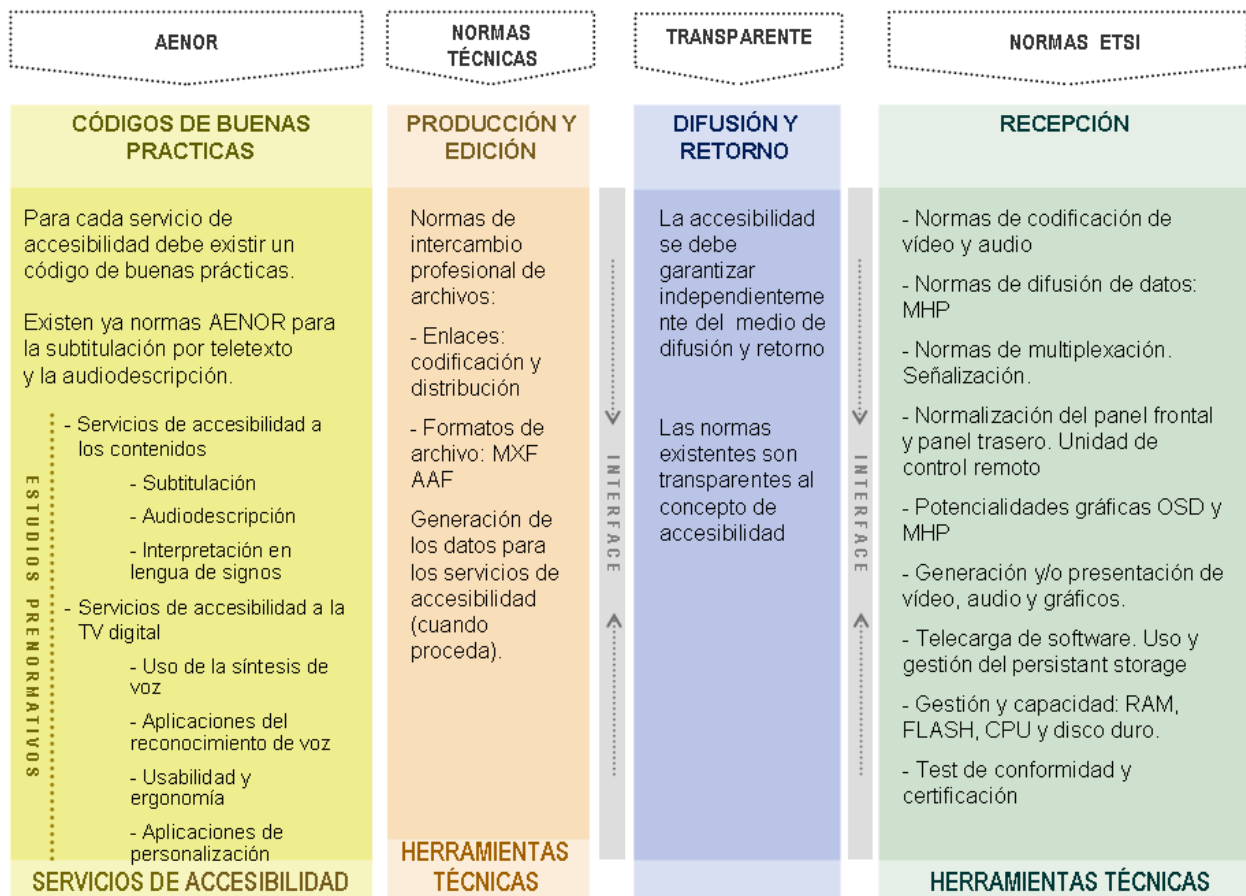 AENOR
NORMAS
TÉCNICAS
TRANSPARENTE
NORMAS ETSI
CÓDIGOS DE BUENAS
PRACTICAS
Para cada servicio de
accesibilidad debe existir un
código de buenas prácticas.
Existen ya normas AENOR para
la subtitulación por teletexto
y la audiodescripción.
ESTUDIOS PRENORMATIVOS
- Servicios de accesibilidad a
los contenidos
- Subtitulación
- Audiodescripción
- Interpretación en
lengua de signos
- Servicios de accesibilidad a la
TV digital
- Uso de la síntesis de
voz
- Aplicaciones del
reconocimiento de voz
- Usabilidad y
ergonomía
- Aplicaciones de
personalización
SERVICIOS DE ACCESIBILIDAD
PRODUCCIÓN Y
EDICIÓN
Normas de
intercambio
profesional de
archivos:
- Enlaces:
codificación y
distribución
- Formatos de
archivo: MXF
AAF
Generación de
los datos para
los servicios de
accesibilidad
(cuando
proceda).
HERRAMIENTAS
TÉCNICAS
INTERFACE
DIFUSIÓN Y
RETORNO
La accesibilidad
se debe
garantizar
independienteme
nte del medio de
difusión y retorno
Las normas
existentes son
transparentes al
concepto de
accesibilidad
INTERFACE
RECEPCIÓN
- Normas de codificación de
vídeo y audio
- Normas de difusión de datos:
MHP
- Normas de multiplexación.
Señalización.
- Normalización del panel frontal
y panel trasero. Unidad de
control remoto
- Potencialidades gráficas OSD y
MHP
- Generación y/o presentación de
vídeo, audio y gráficos.
- Telecarga de software. Uso y
gestión del persistant storage
- Gestión y capacidad: RAM,
FLASH, CPU y disco duro.
- Test de conformidad y
certificación
HERRAMIENTAS TÉCNICAS